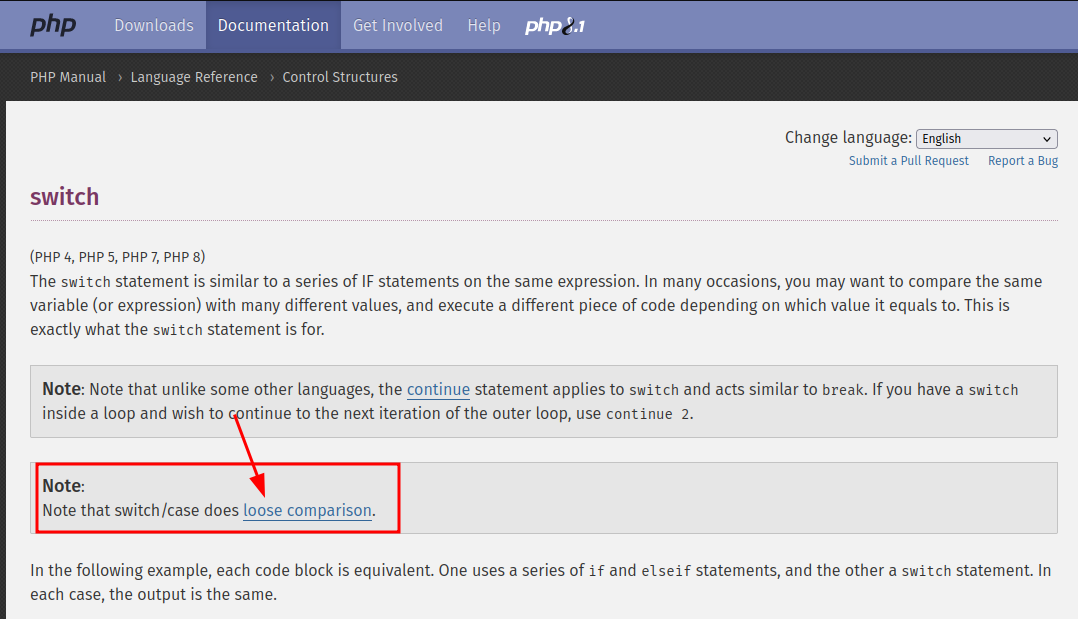 php Downloads Documentation Get Involved Help php8.1
PHP Manual › Language Reference › Control Structures
Change language: English
Submit a Pull Request Report a Bug
switch
(PHP 4, PHP 5, PHP 7, PHP 8)
The switch statement is similar to a series of IF statements on the same expression. In many occasions, you may want to compare the same
variable (or expression) with many different values, and execute a different piece of code depending on which value it equals to. This is
exactly what the switch statement is for.
Note: Note that unlike some other languages, the continue statement applies to switch and acts similar to break. If you have a switch
inside a loop and wish to continue to the next iteration of the outer loop, use continue 2.
Note:
Note that switch/case does loose comparison.
In the following example, each code block is equivalent. One uses a series of if and elseif statements, and the other a switch statement. In
each case, the output is the same.